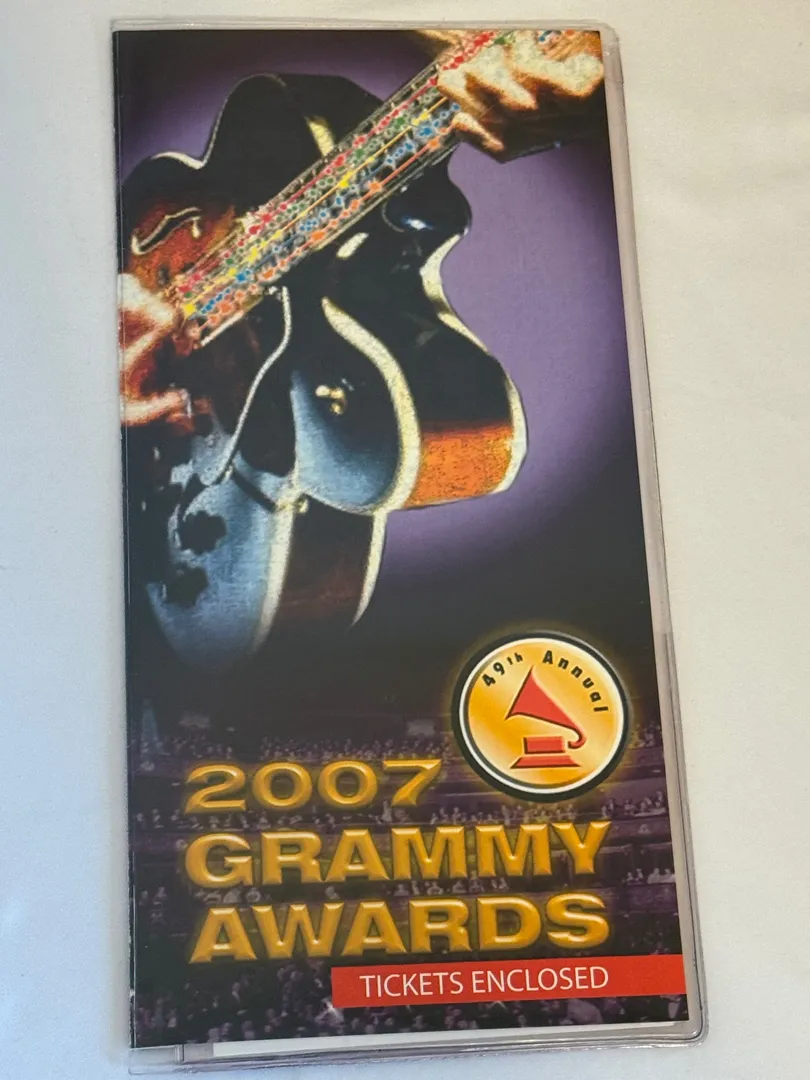 49th Annual
2007
GRAMMY
AWARDS
TICKETS ENCLOSED